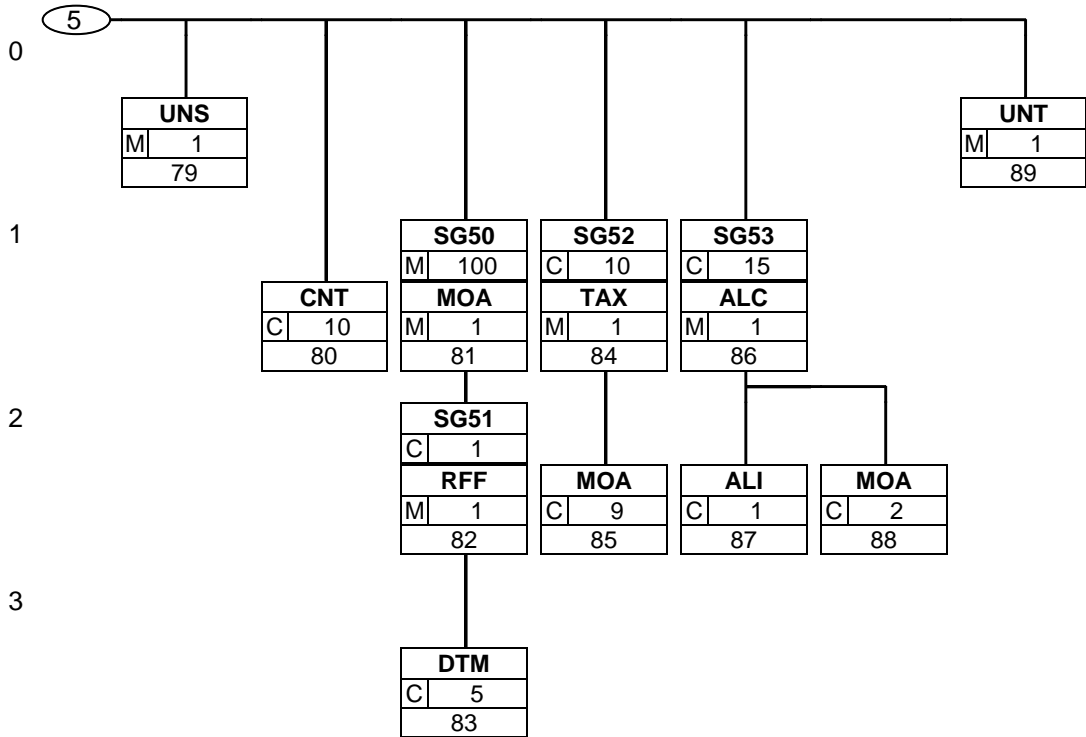 5
0
UNS
M 1
79
UNT
M 1
89
1
SG50
M 100
MOA
M 1
81
SG52
C 10
TAX
M 1
84
SG53
C 15
ALC
M 1
86
CNT
C 10
80
2
SG51
C 1
RFF
M 1
82
MOA
C 9
85
ALI
C 1
87
MOA
C 2
88
3
DTM
C 5
83